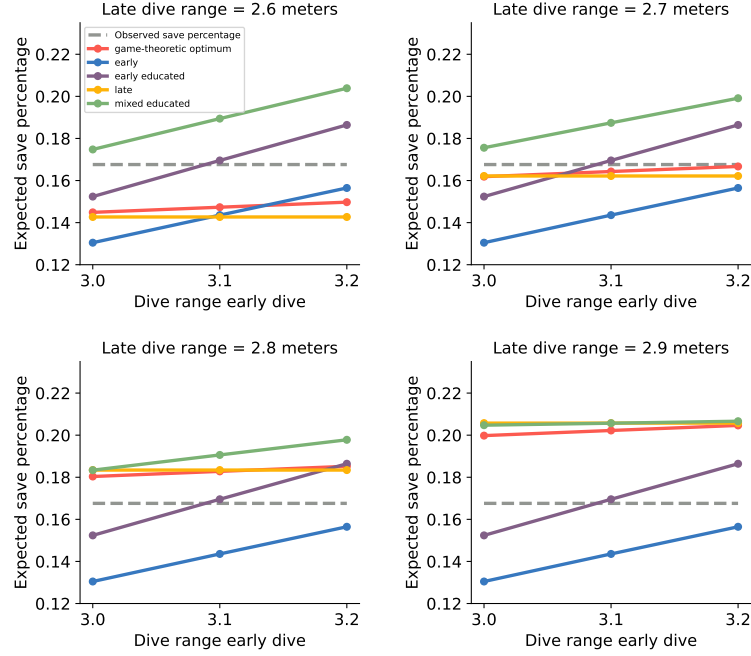 Late dive range = 2.6 meters
Expected save percentage
0.22
0.20
0.18
0.16
0.14
0.12
Observed save percentage
game-theoretic optimum
early
early educated
late
mixed educated
3.0 3.1 3.2
Dive range early dive
Late dive range = 2.7 meters
Expected save percentage
0.22
0.20
0.18
0.16
0.14
0.12
3.0 3.1 3.2
Dive range early dive
Late dive range = 2.8 meters
Expected save percentage
0.22
0.20
0.18
0.16
0.14
0.12
3.0 3.1 3.2
Dive range early dive
Late dive range = 2.9 meters
Expected save percentage
0.22
0.20
0.18
0.16
0.14
0.12
3.0 3.1 3.2
Dive range early dive